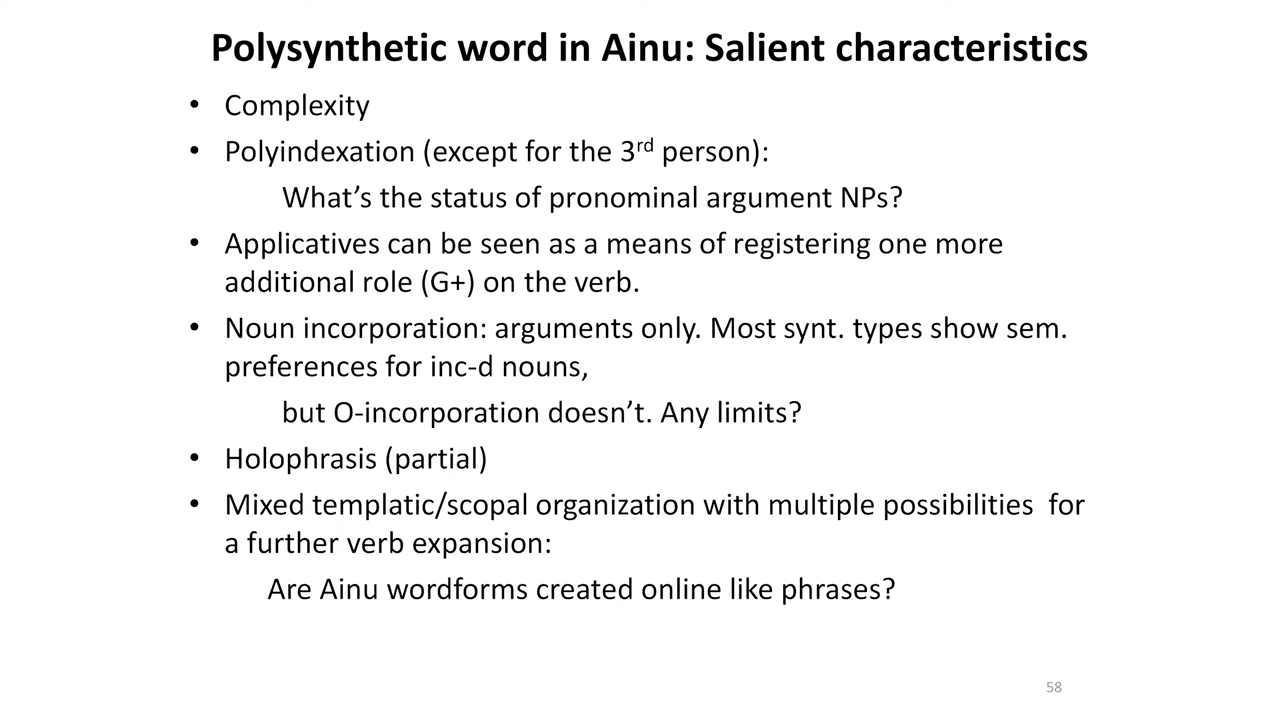 Polysynthetic word in Ainu: Salient characteristics
• Complexity
• Polyindexation (except for the 3rd person):
What’s the status of pronominal argument NPs?
• Applicatives can be seen as a means of registering one more
additional role (G+) on the verb.
• Noun incorporation: arguments only. Most synt. types show sem.
preferences for inc-d nouns,
but O-incorporation doesn’t. Any limits?
• Holophrasis (partial)
• Mixed templatic/scopal organization with multiple possibilities  for
a further verb expansion:
Are Ainu wordforms created online like phrases?
58